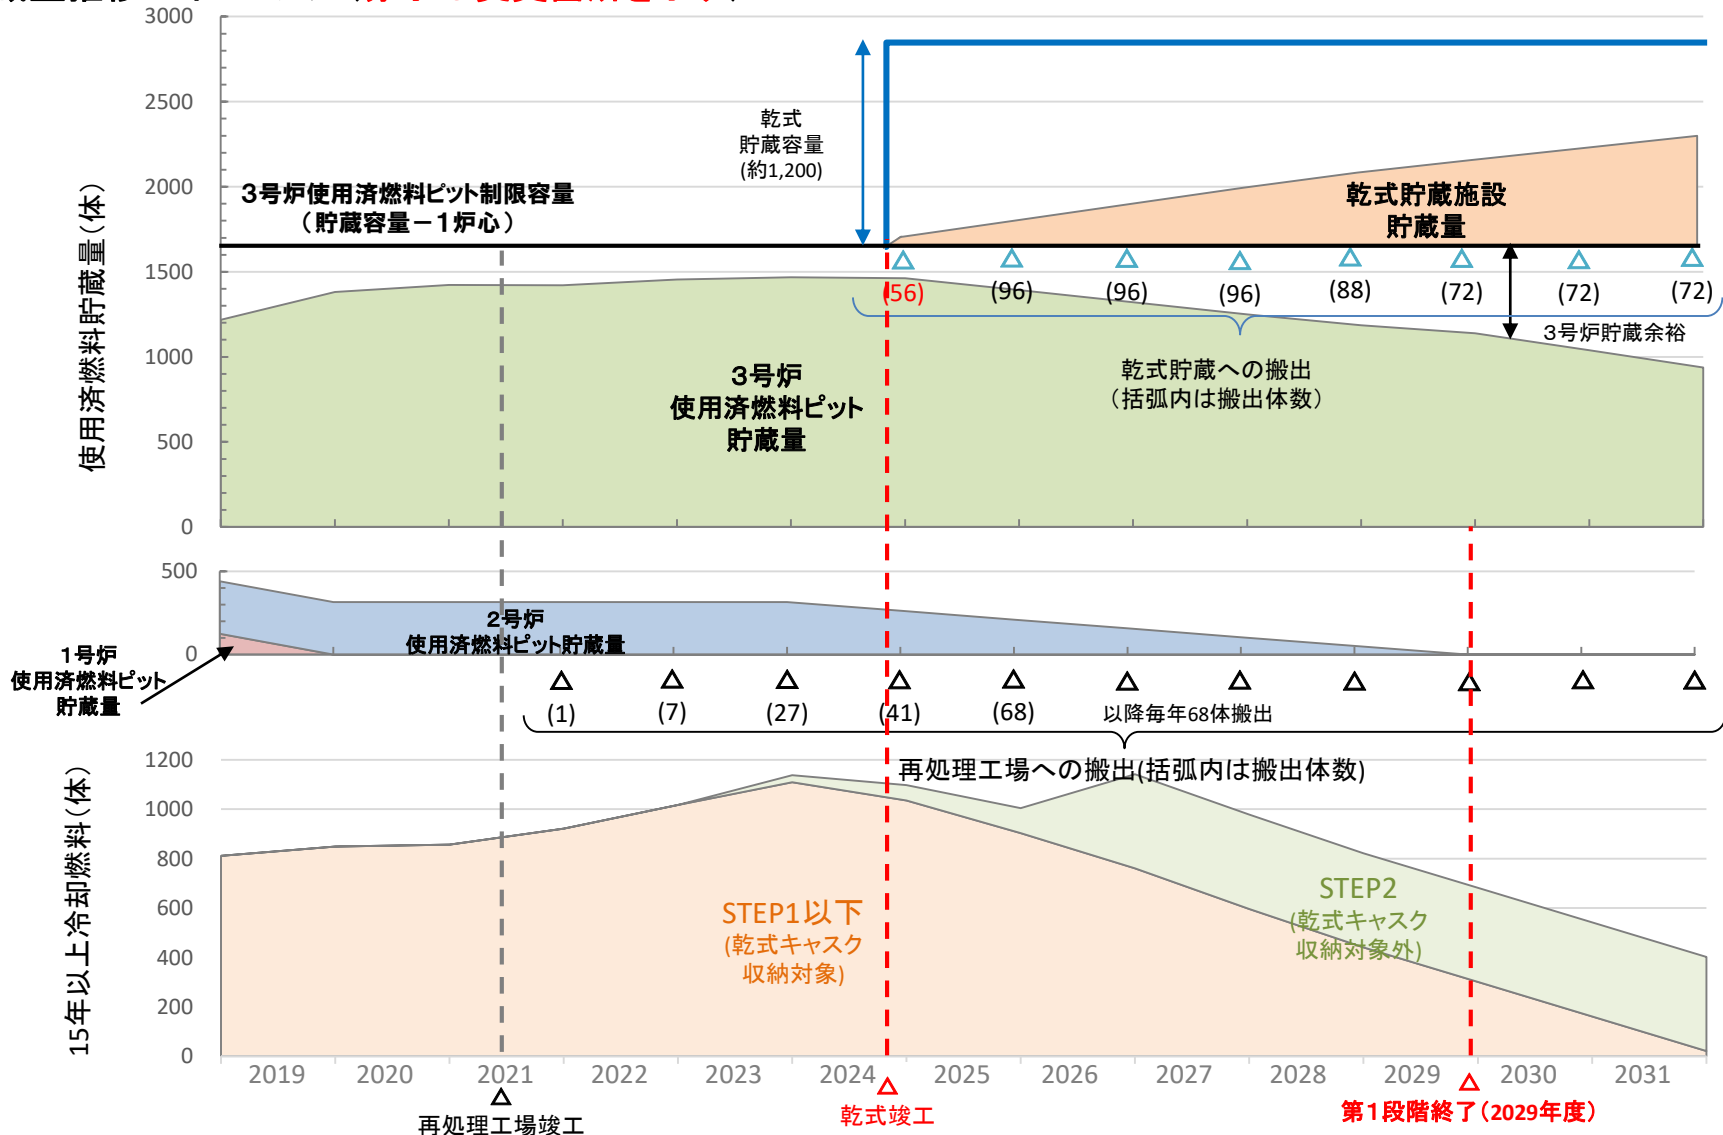 3000
2500
2000
1500
1000
500
0
使用済燃料貯蔵量(体)
乾式
貯蔵容量
(約1,200)
3号炉使用済燃料ピット制限容量
(貯蔵容量－1炉心)
乾式貯蔵施設
貯蔵量
△ △ △ △ △ △ △ △
(56) (96) (96) (96) (88) (72) (72) (72)
3号炉貯蔵余裕
乾式貯蔵への搬出
(括弧内は搬出体数)
3号炉
使用済燃料ピット
貯蔵量
500
0
2号炉
使用済燃料ピット貯蔵量
1号炉
使用済燃料ピット
貯蔵量
△ △ △ △ △ △ △ △ △ △ △
(1) (7) (27) (41) (68) 以降毎年68体搬出
再処理工場への搬出(括弧内は搬出体数)
1200
1000
800
600
400
200
0
15年以上冷却燃料(体)
STEP1以下
(乾式キャスク
収納対象)
STEP2
(乾式キャスク
収納対象外)
2019 2020 2021 2022 2023 2024 2025 2026 2027 2028 2029 2030 2031
△ △ △
再処理工場竣工
乾式竣工
第1段階終了(2029年度)